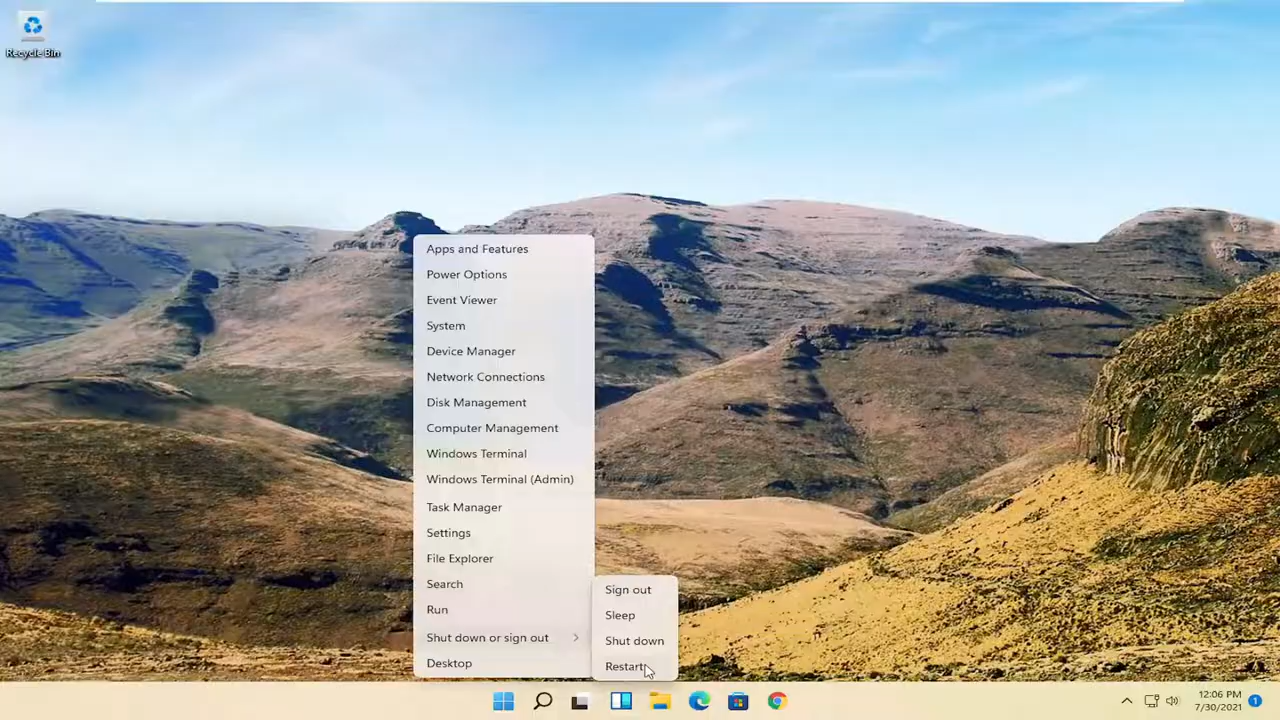 Recycle Bin
Apps and Features
Power Options
Event Viewer
System
Device Manager
Network Connections
Disk Management
Computer Management
Windows Terminal
Windows Terminal (Admin)
Task Manager
Settings
File Explorer
Search
Run
Shut down or sign out
Desktop
Sign out
Sleep
Shut down
Restart
12:06 PM
7/30/2021
1